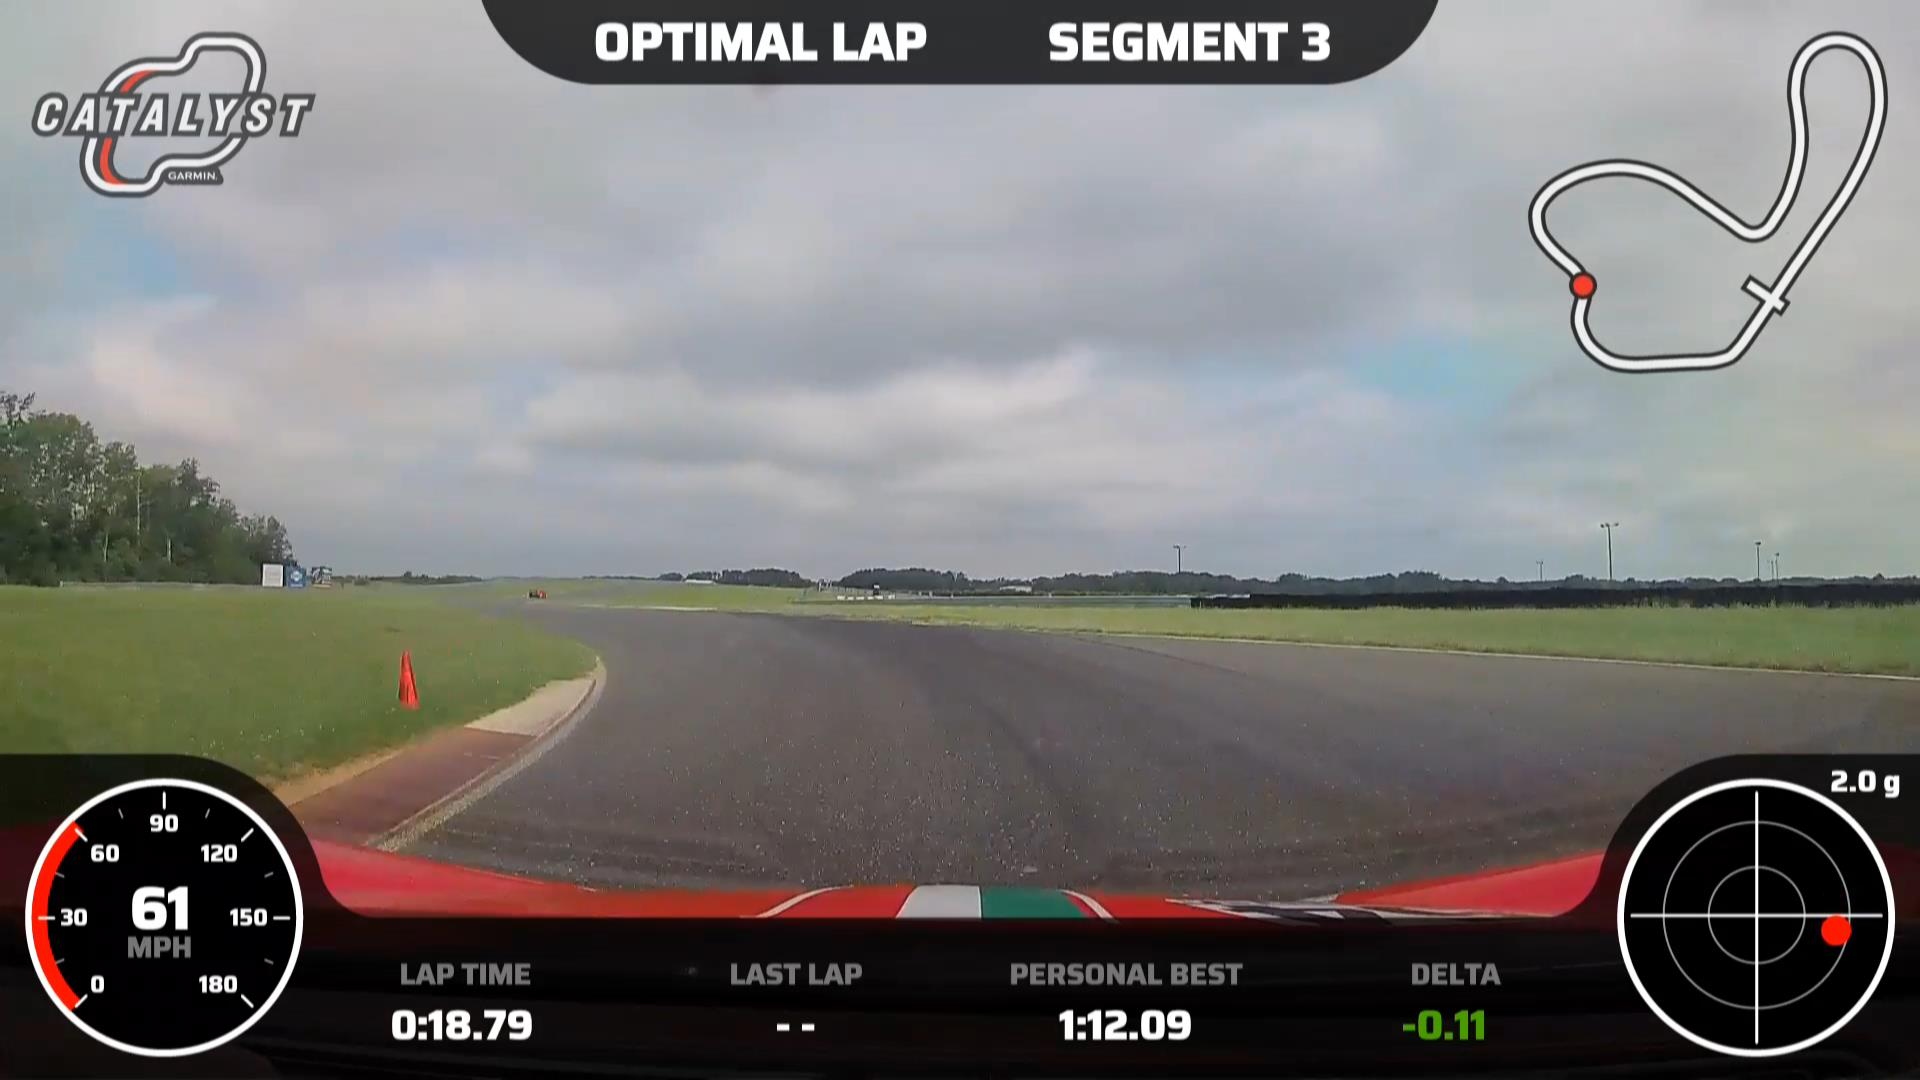 OPTIMAL LAP SEGMENT 3
CATALYST
GARMIN.
2.0 g
90
60 120
30 61 150
MPH
0 180
LAP TIME LAST LAP PERSONAL BEST DELTA
0:18.79 -- 1:12.09 -0.11